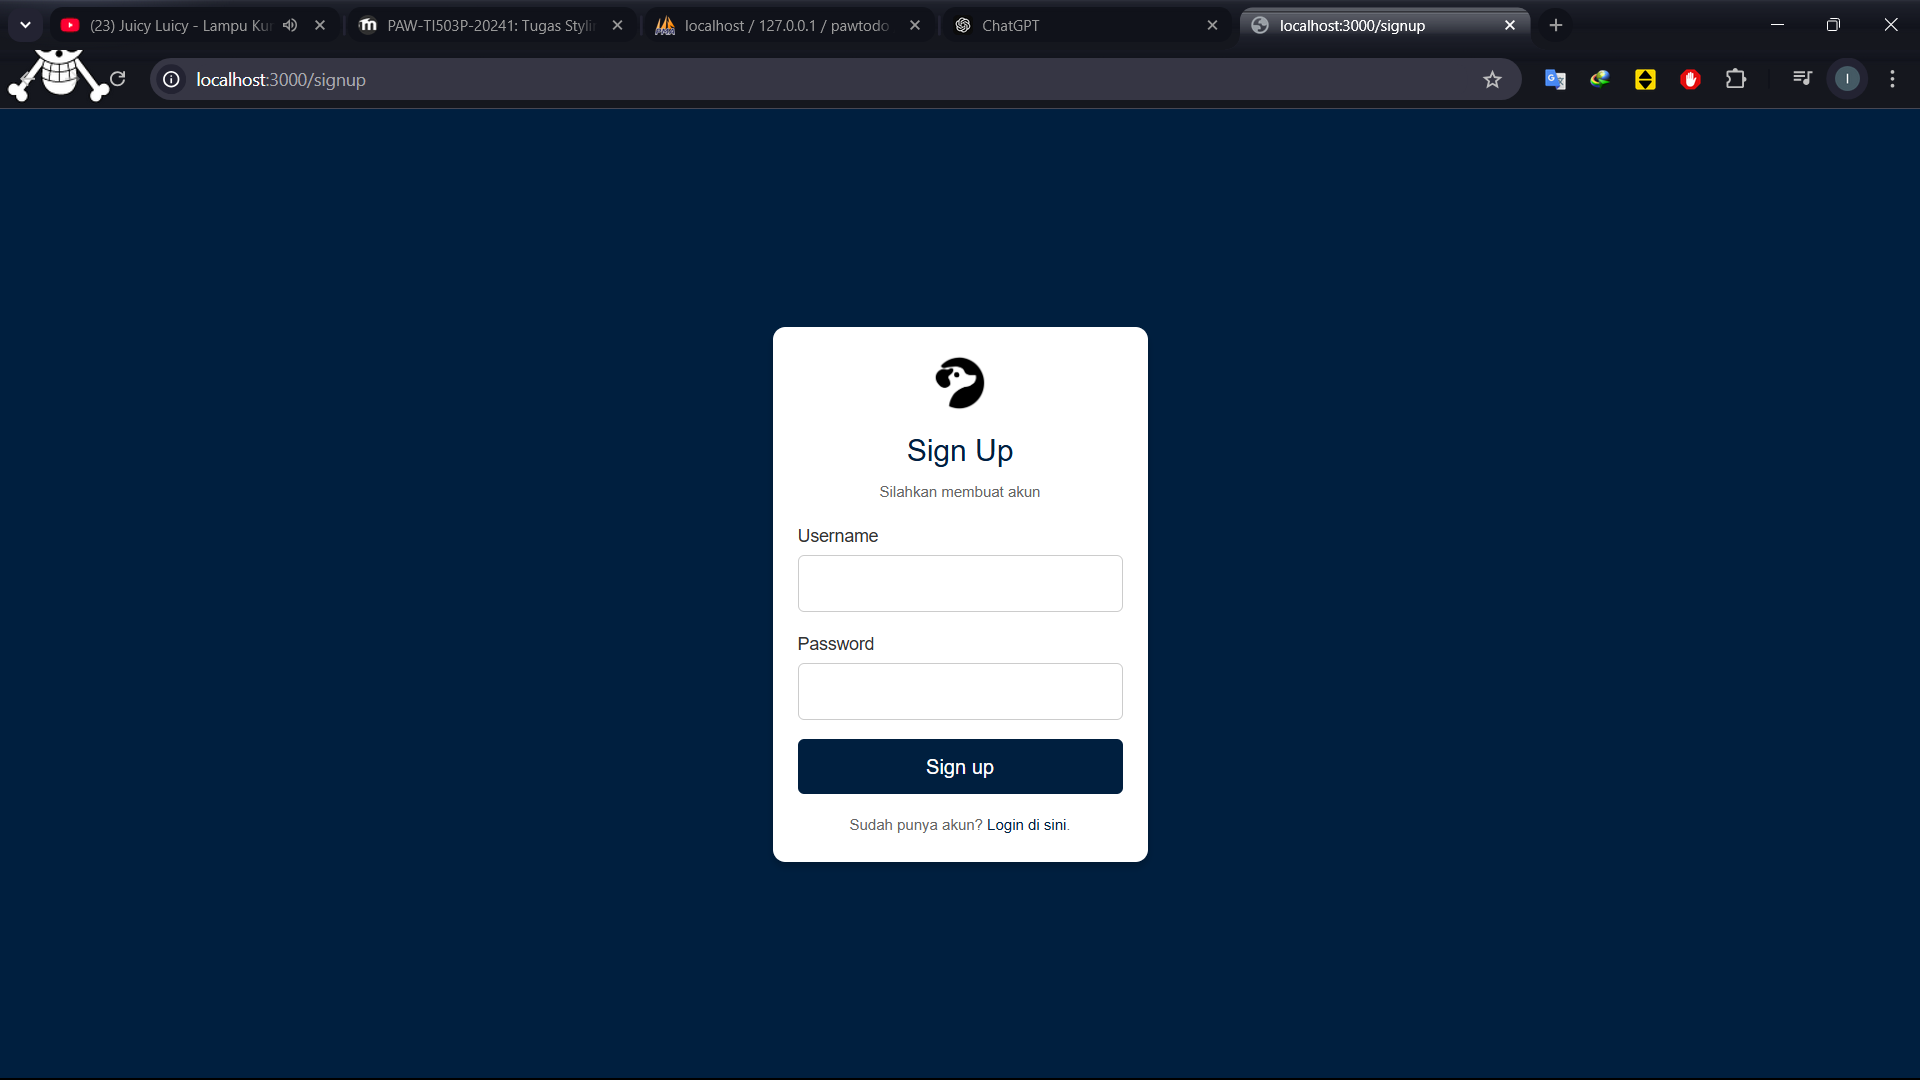 (23) Juicy Luicy - Lampu Ku
PAW-TI503P-20241: Tugas Styli
localhost / 127.0.0.1 / pawtodo
ChatGPT
localhost:3000/signup
localhost:3000/signup
I
Sign Up
Silahkan membuat akun
Username
Password
Sign up
Sudah punya akun? Login di sini.